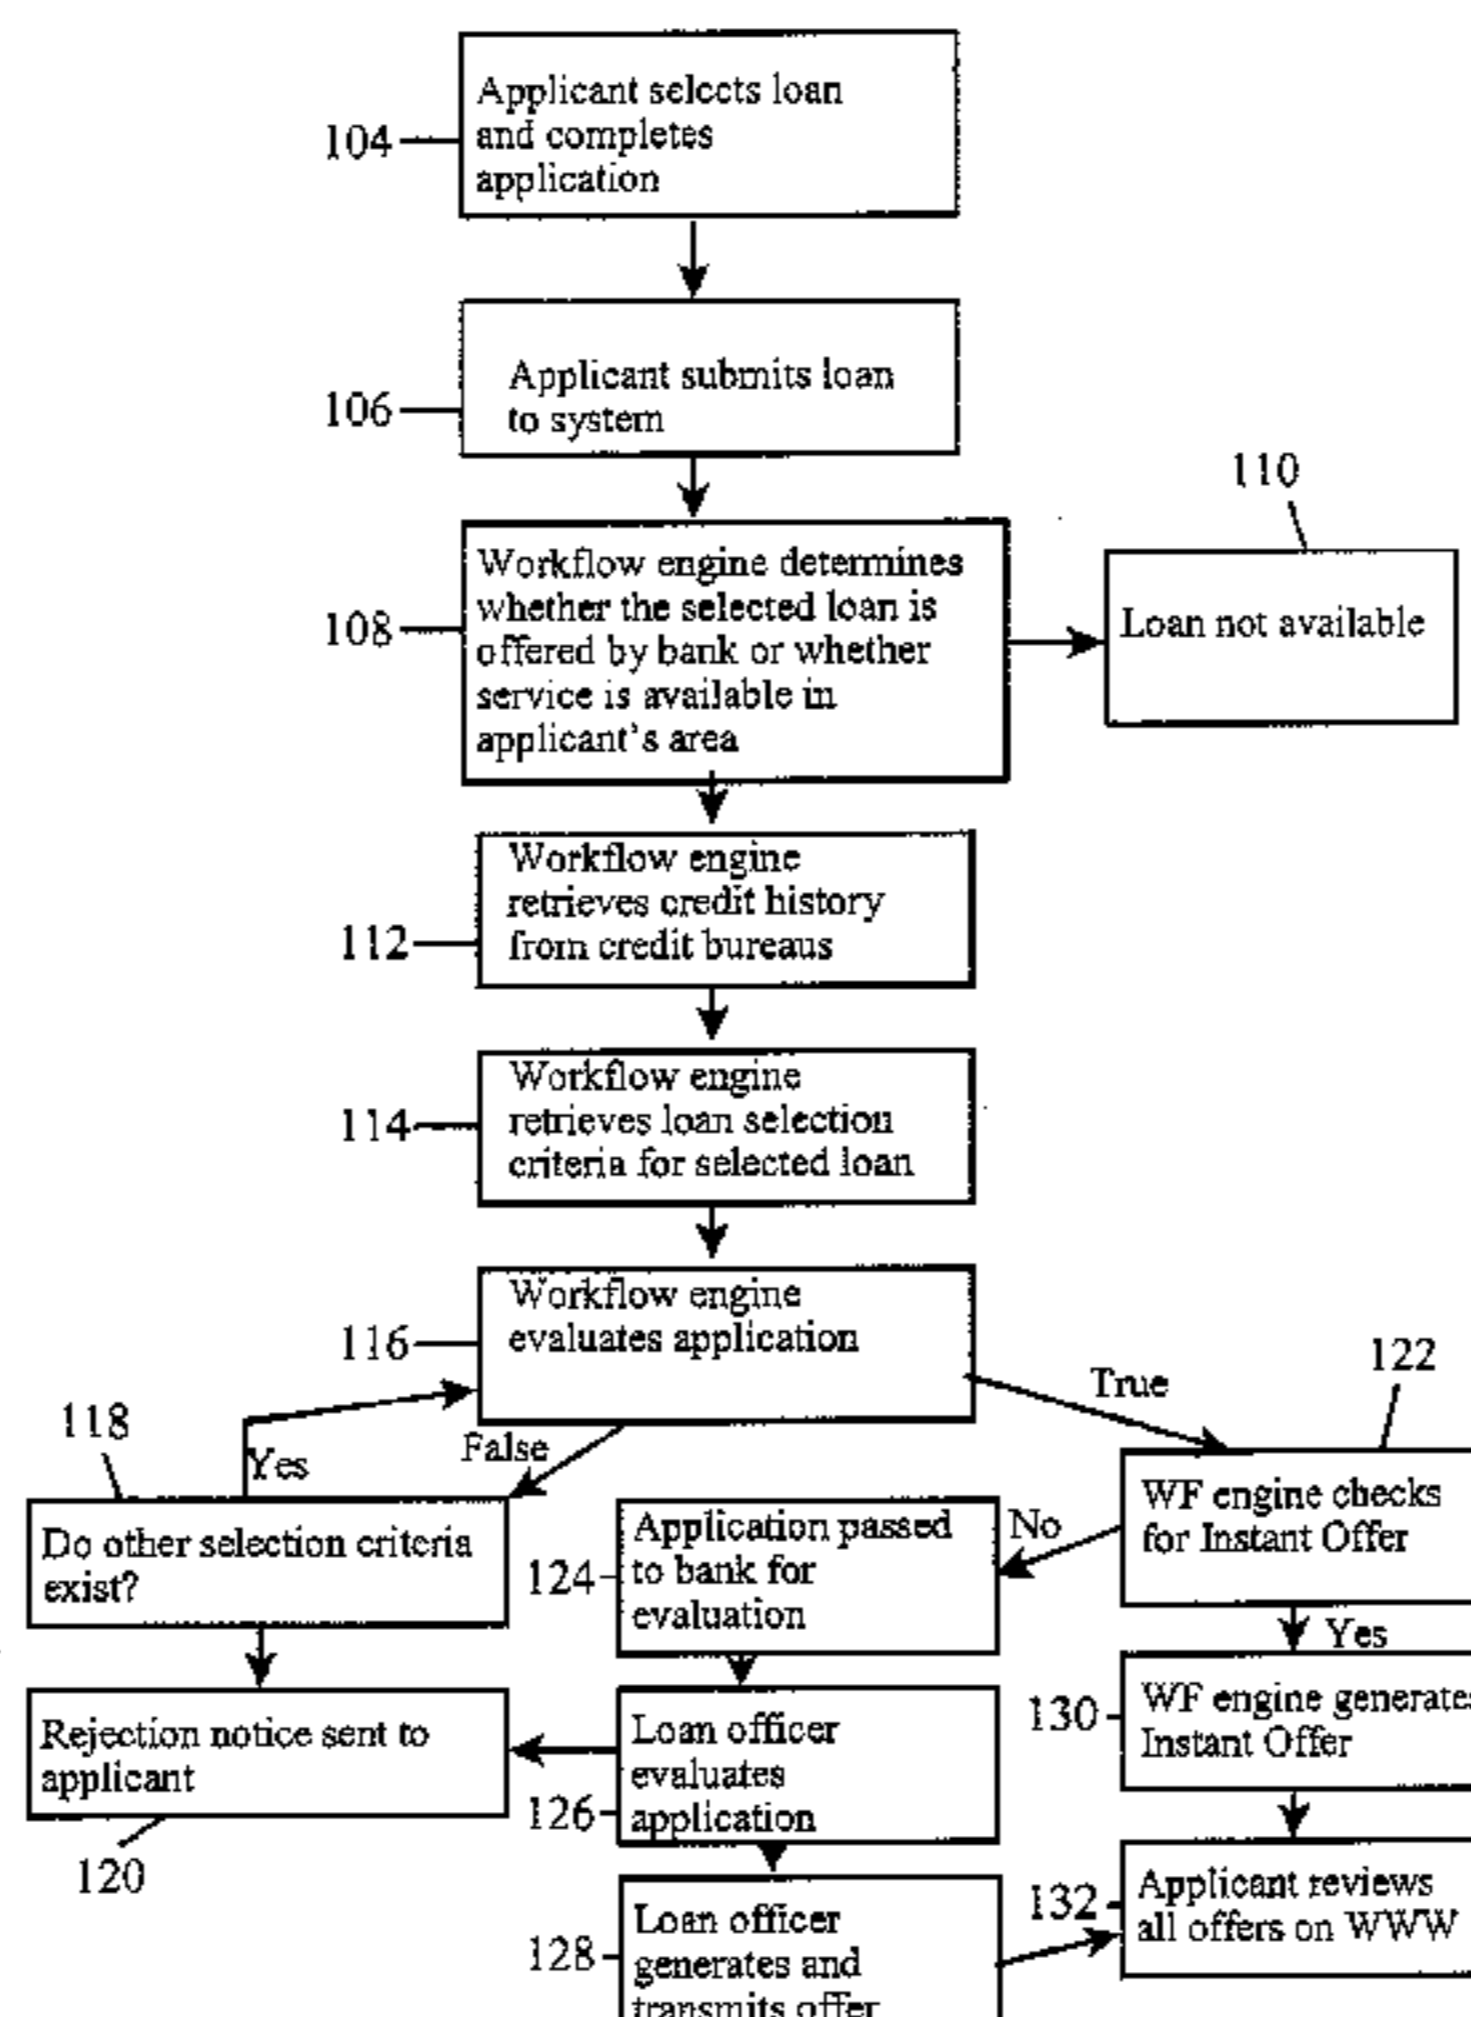 Applicant selects loan
and completes
application
104
Applicant submits loan
to system
106
110
Workflow engine determines
whether the selected loan is
offered by bank or whether
service is available in
applicant's area
108
Loan not available
Workflow engine
retrieves credit history
from credit bureaus
112
Workflow engine
retrieves loan selection
criteria for selected loan
114
Workflow engine
evaluates application
116
122
True
118
Yes
False
Do other selection criteria
exist?
Application passed
to bank for
evaluation
124
No
WF engine checks
for Instant Offer
Yes
Rejection notice sent to
applicant
120
Loan officer
evaluates
application
126
WF engine generates
Instant Offer
130
Loan officer
generates and
transmits offer
128
Applicant reviews
all offers on WWW
132